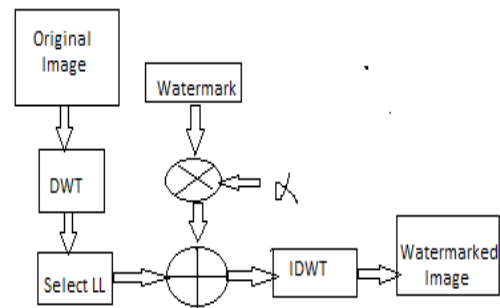 Original
Image
Watermark
DWT
α
Select LL
IDWT
Watermarked
Image